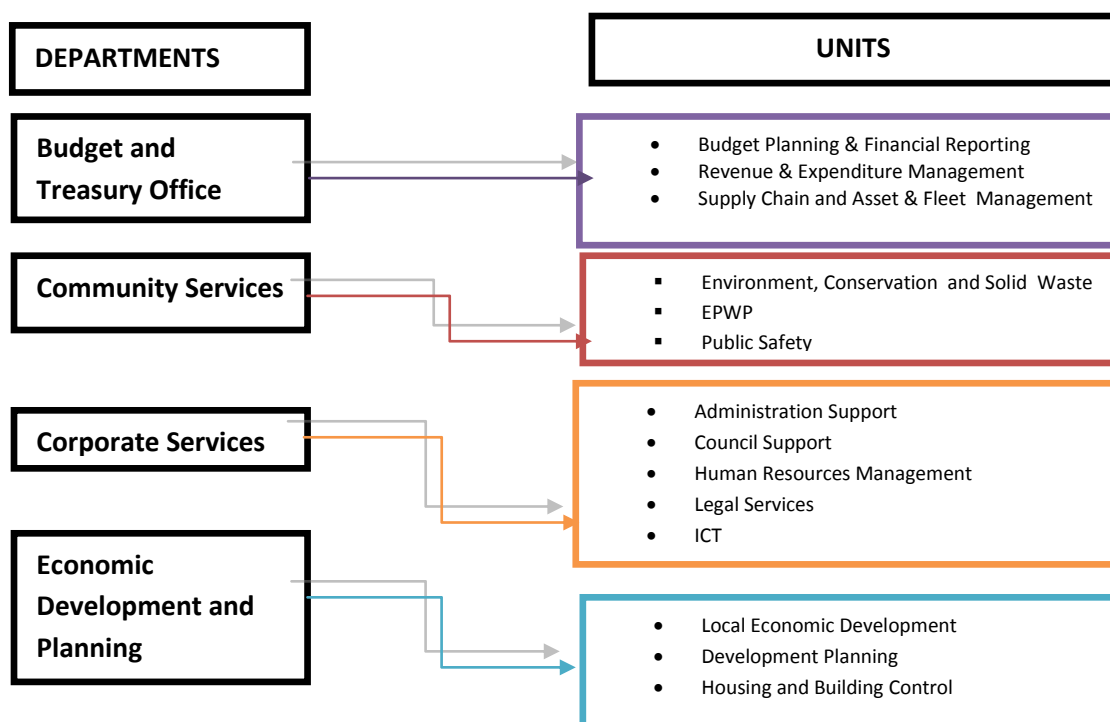 DEPARTMENTS
UNITS
Budget and
Treasury Office
• Budget Planning & Financial Reporting
• Revenue & Expenditure Management
• Supply Chain and Asset & Fleet Management
Community Services
▪ Environment, Conservation and Solid Waste
▪ EPWP
▪ Public Safety
Corporate Services
• Administration Support
• Council Support
• Human Resources Management
• Legal Services
• ICT
Economic
Development and
Planning
• Local Economic Development
• Development Planning
• Housing and Building Control